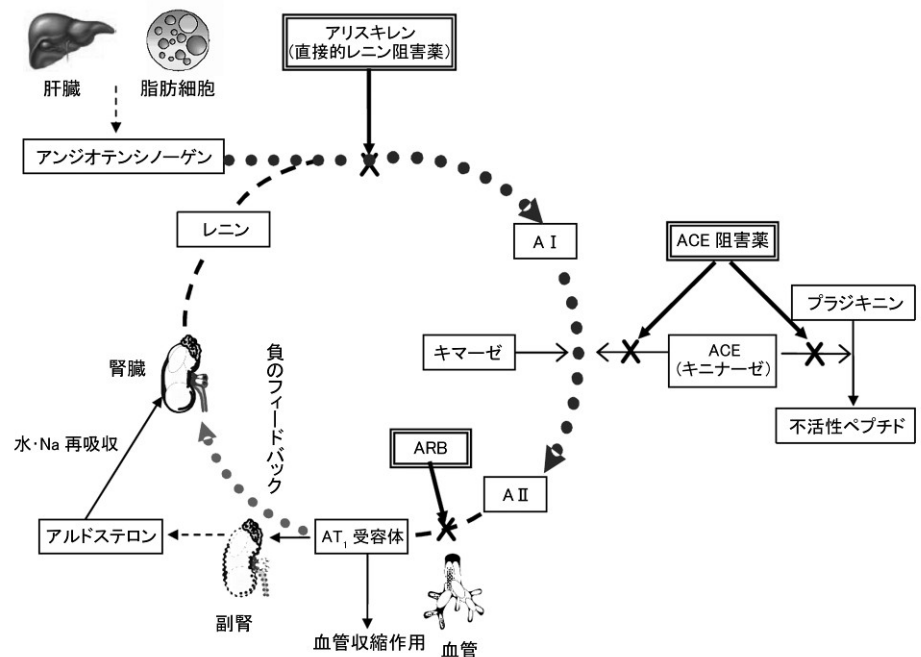 アリスキレン
(直接的レニン阻害薬)
肝臓
脂肪細胞
アンジオテンシノーゲン
レニン
AⅠ
ACE 阻害薬
プラジキニン
キマーゼ
ACE
(キニナーゼ)
腎臓
負のフィードバック
不活性ペプチド
水・Na 再吸収
ARB
AⅡ
アルドステロン
AT₁ 受容体
副腎
血管収縮作用
血管